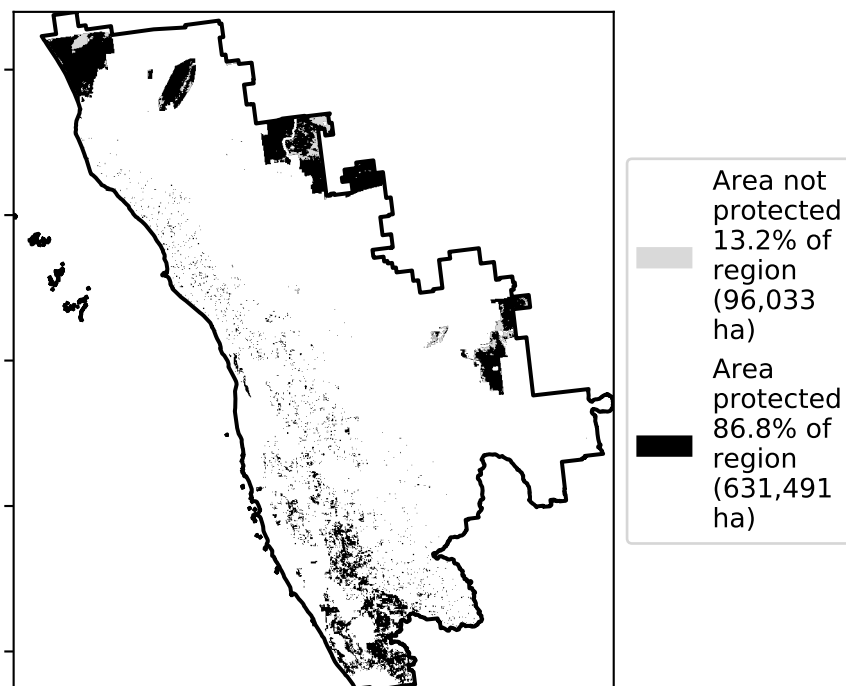 Area not
protected
13.2% of
region
(96,033
ha)
Area
protected
86.8% of
region
(631,491
ha)